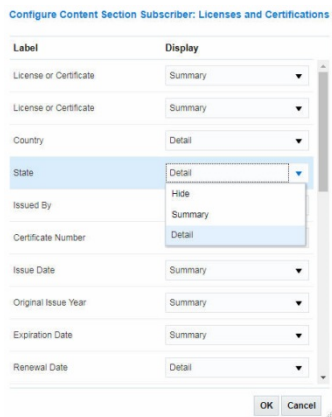 Configure Content Section Subscriber: Licenses and Certifications
Label Display
License or Certificate Summary
License or Certificate Summary
Country Detail
State Detail
Hide
Issued By
Summary
Certificate Number Detail
Issue Date Summary
Original Issue Year Summary
Expiration Date Summary
Renewal Date Detail
OK Cancel